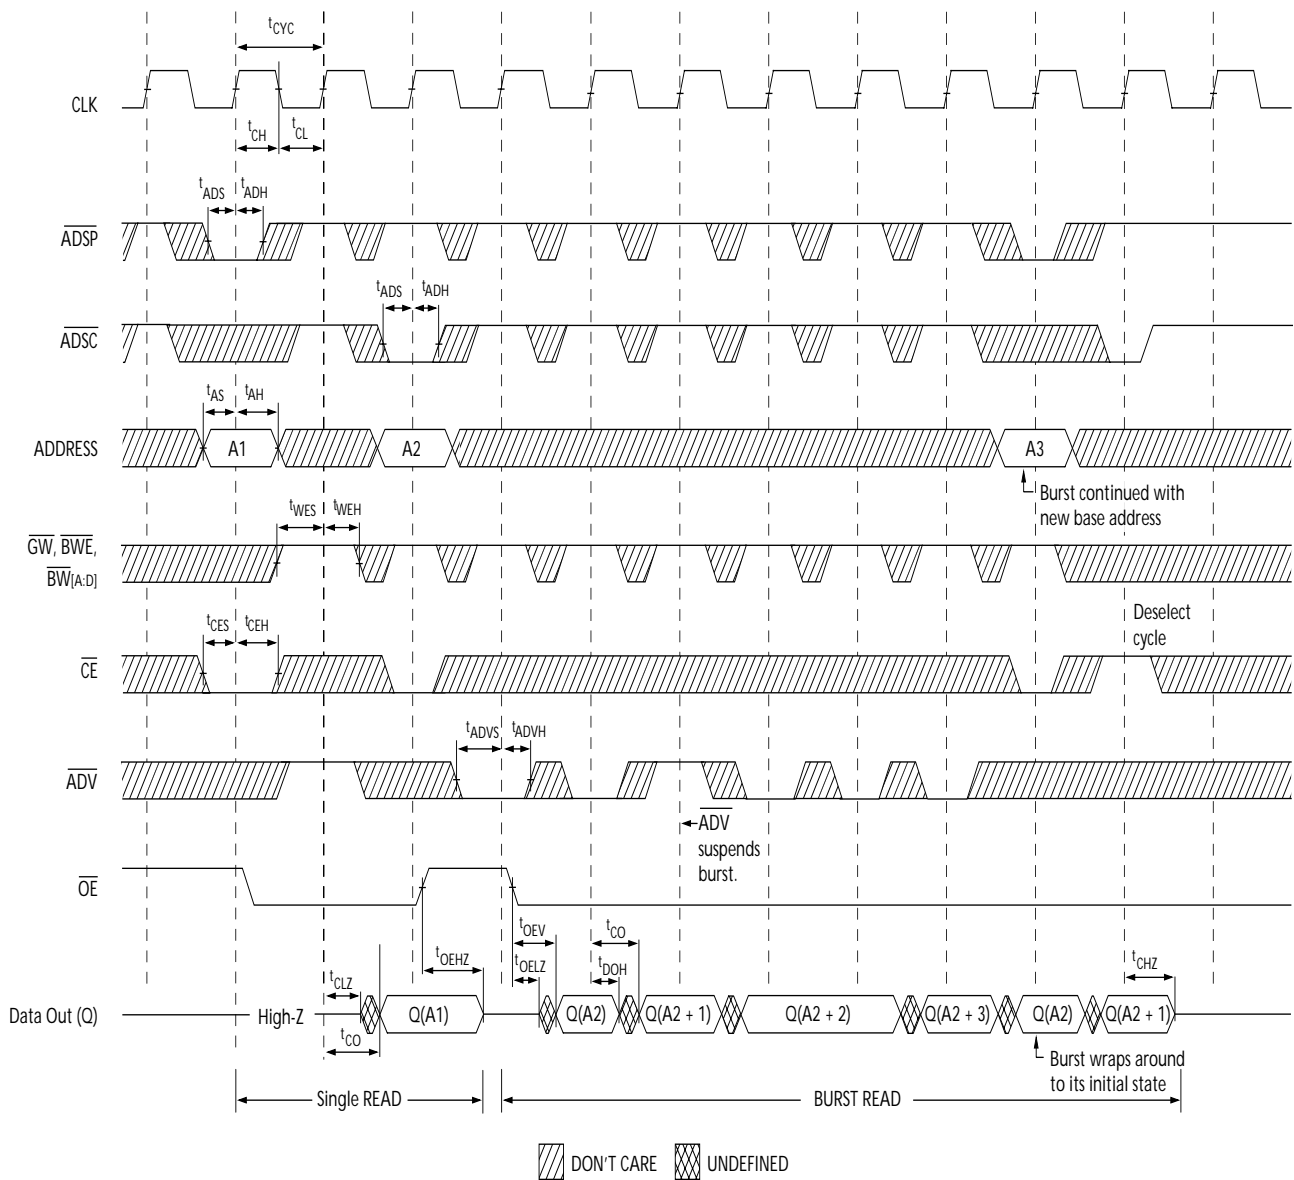 tCYC
CLK
tCH tCL
tADS tADH
ADSP
tADS tADH
ADSC
tAS tAH
ADDRESS A1 A2 A3
Burst continued with
new base address
tWES tWEH
GW, BWE,
BW[A:D]
Deselect
cycle
tCES tCEH
CE
tADVS tADVH
ADV
ADV
suspends
burst.
OE
tOEV tCO
tOEHZ tOELZ tDOH tCHZ
tCLZ
Data Out (Q) High-Z Q(A1) Q(A2) Q(A2 + 1) Q(A2 + 2) Q(A2 + 3) Q(A2) Q(A2 + 1)
tCO
Burst wraps around
to its initial state
Single READ BURST READ
DON'T CARE UNDEFINED